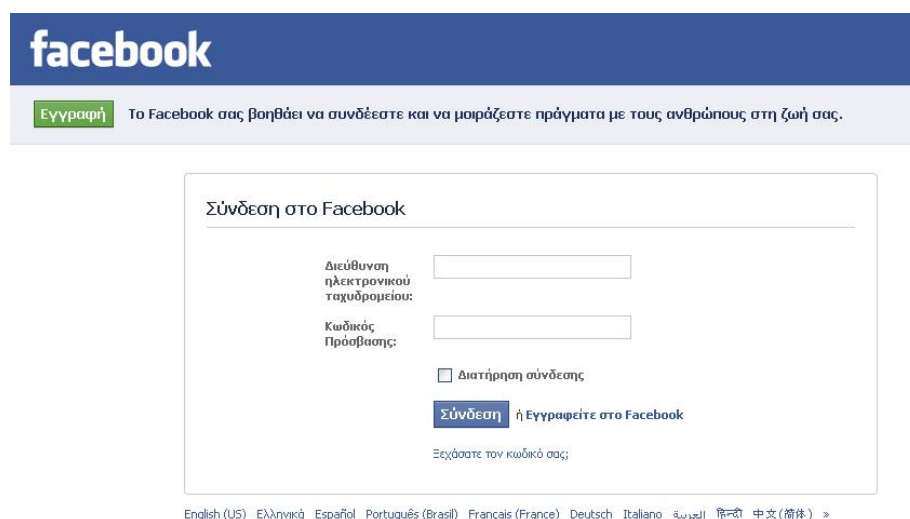 facebook
Εγγραφή Το Facebook σας βοηθάει να συνδέεστε και να μοιράζεστε πράγματα με τους ανθρώπους στη ζωή σας.
Σύνδεση στο Facebook
Διεύθυνση
ηλεκτρονικού
ταχυδρομείου:
Κωδικός
Πρόσβασης:
Διατήρηση σύνδεσης
Σύνδεση ή Εγγραφείτε στο Facebook
Ξεχάσατε τον κωδικό σας;
English (US) Ελληνικά Español Português (Brasil) Français (France) Deutsch Italiano العربية हिन्दी 中文(简体) »